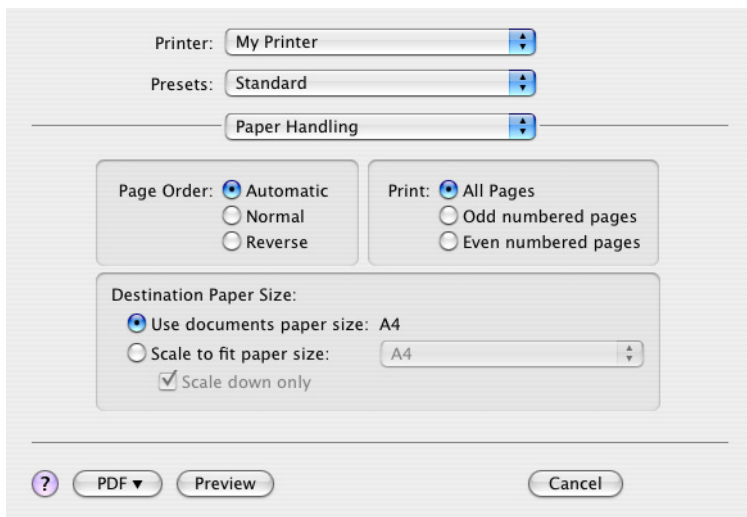 Printer: My Printer
Presets: Standard
Paper Handling
Page Order: Automatic
Normal
Reverse
Print: All Pages
Odd numbered pages
Even numbered pages
Destination Paper Size:
Use documents paper size: A4
Scale to fit paper size: A4
Scale down only
? PDF ▼ Preview Cancel